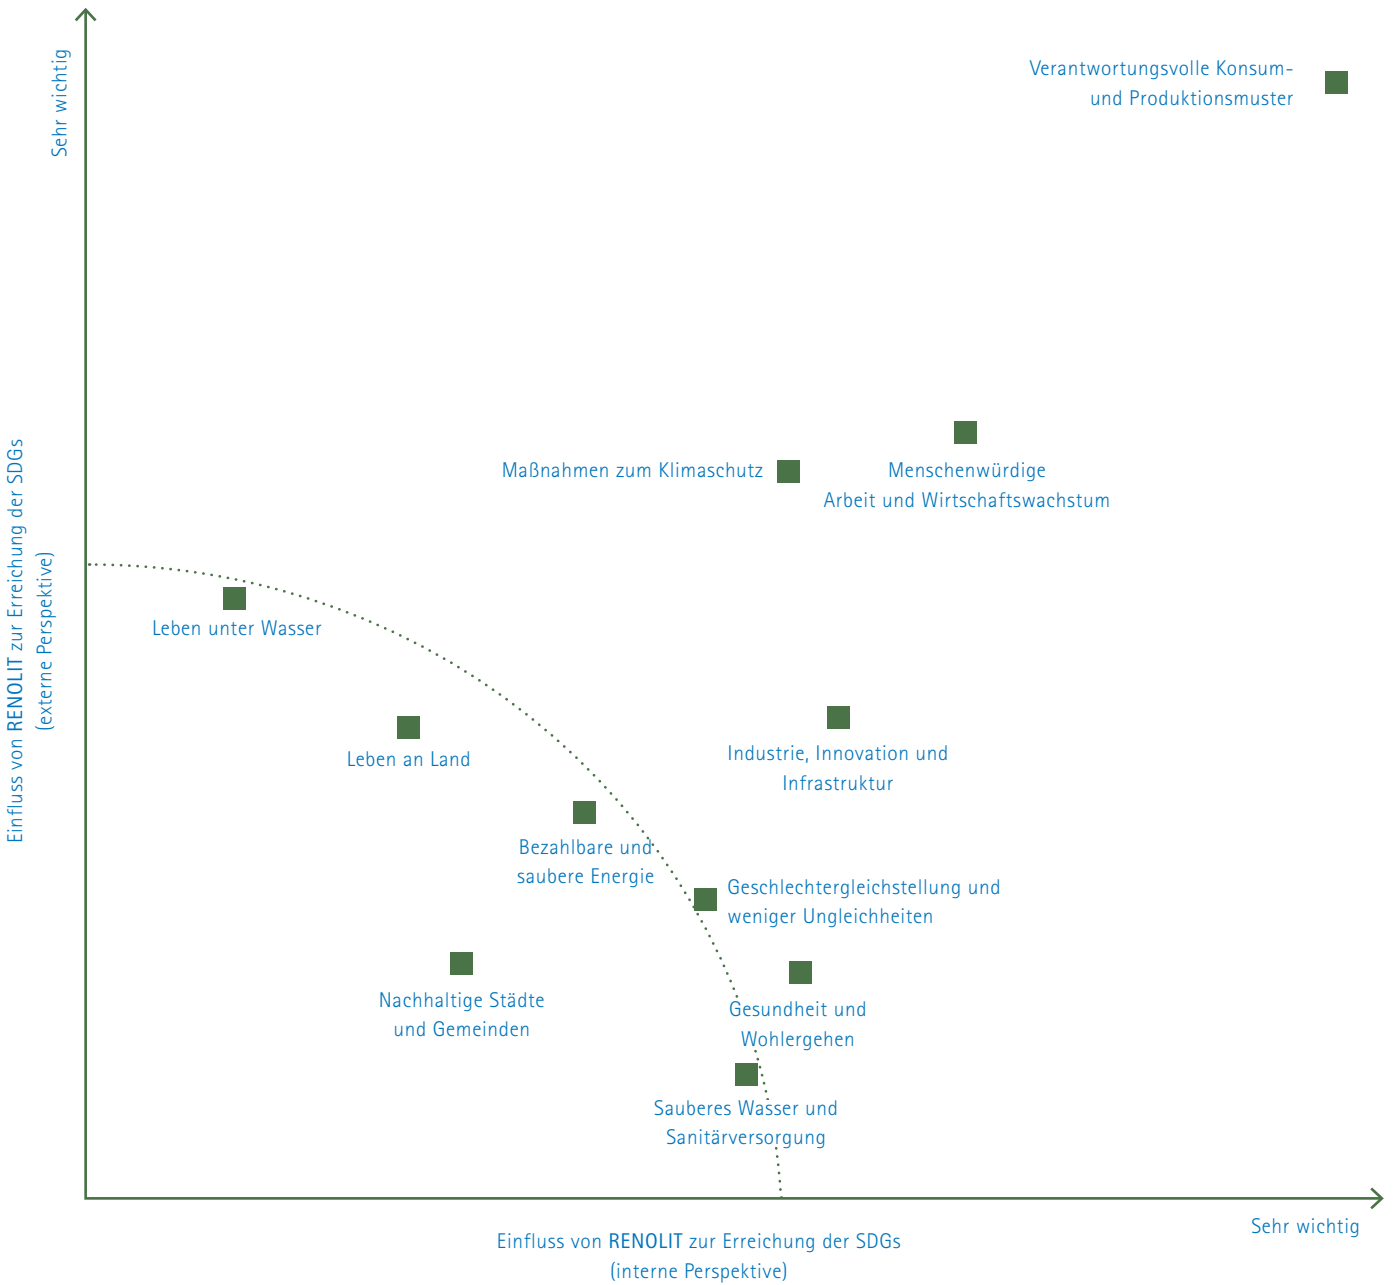 Sehr wichtig
Verantwortungsvolle Konsum-
und Produktionsmuster
Einfluss von RENOLIT zur Erreichung der SDGs
(externe Perspektive)
Maßnahmen zum Klimaschutz
Menschenwürdige
Arbeit und Wirtschaftswachstum
Leben unter Wasser
Leben an Land
Industrie, Innovation und
Infrastruktur
Bezahlbare und
saubere Energie
Geschlechtergleichstellung und
weniger Ungleichheiten
Nachhaltige Städte
und Gemeinden
Gesundheit und
Wohlergehen
Sauberes Wasser und
Sanitärversorgung
Sehr wichtig
Einfluss von RENOLIT zur Erreichung der SDGs
(interne Perspektive)